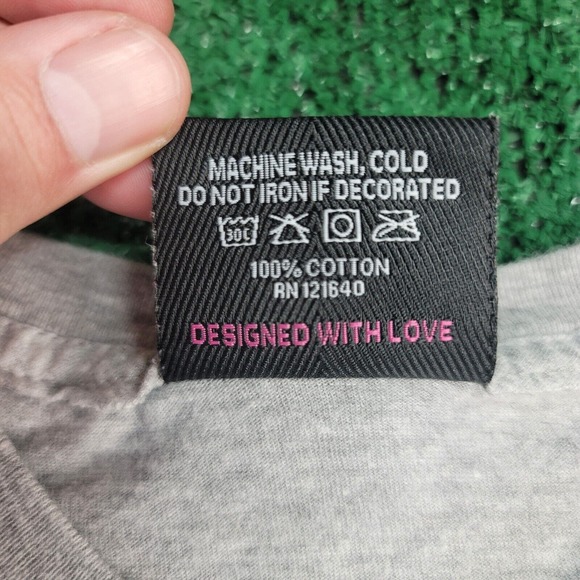 MACHINE WASH, COLD
DO NOT IRON IF DECORATED
30C
100% COTTON
RN 121640
DESIGNED WITH LOVE